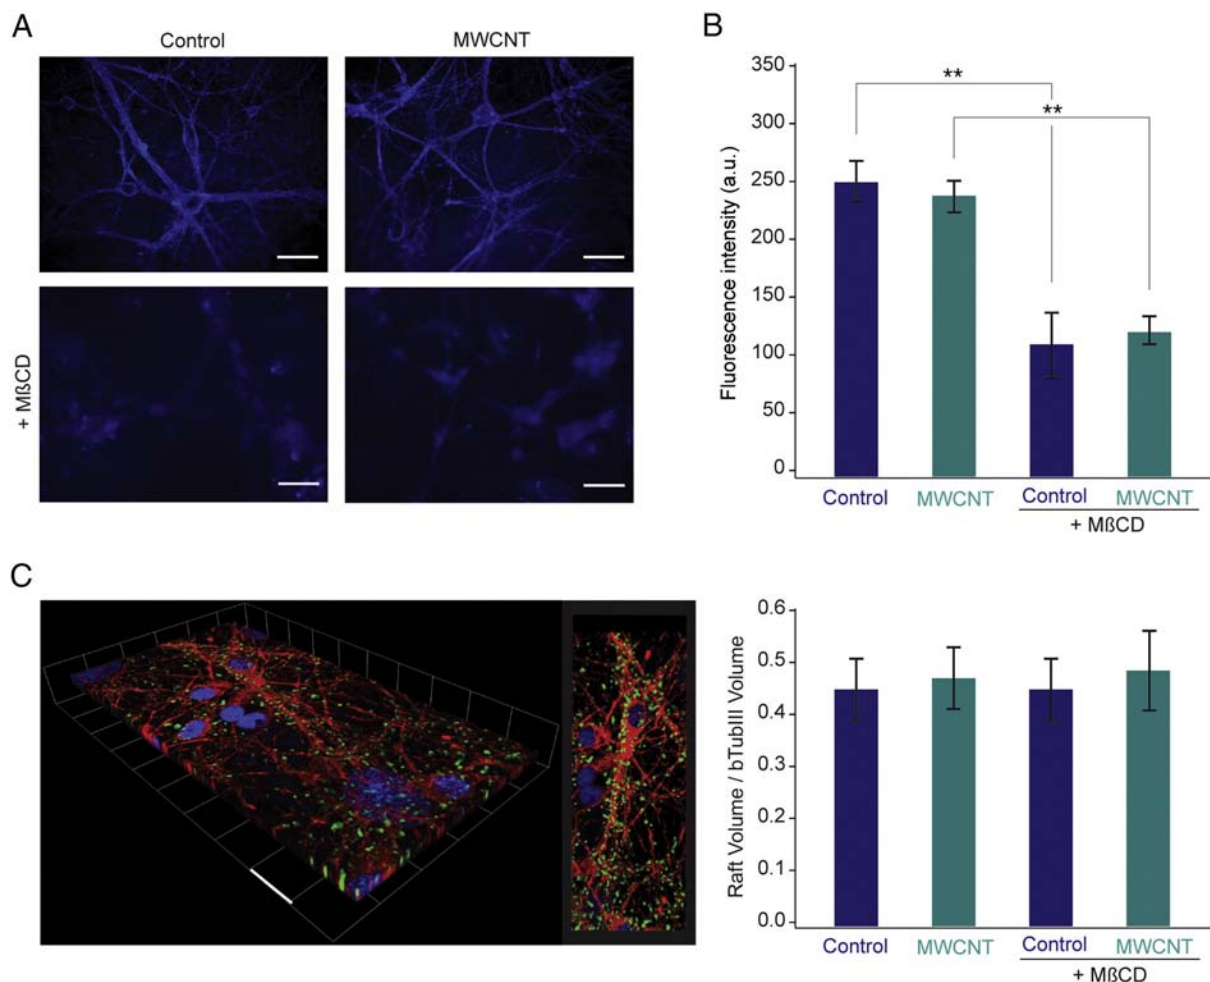 A
Control
MWCNT
+ MßCD
B
Fluorescence intensity (a.u.)
350
300
250
200
150
100
50
0
**
**
Control
MWCNT
Control
MWCNT
+ MßCD
C
Raft Volume / bTubIII Volume
0.6
0.5
0.4
0.3
0.2
0.1
0.0
Control
MWCNT
Control
MWCNT
+ MßCD